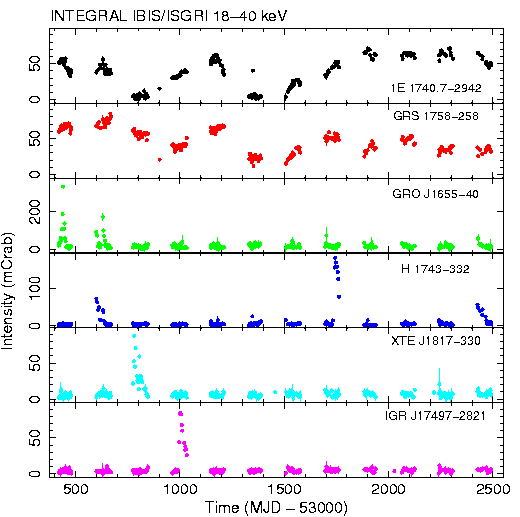 INTEGRAL IBIS/ISGRI 18-40 keV
50
0
1E 1740.7-2942
50
0
GRS 1758-258
200
0
GRO J1655-40
100
0
H 1743-332
50
0
XTE J1817-330
50
0
IGR J17497-2821
Intensity (mCrab)
500 1000 1500 2000 2500
Time (MJD - 53000)